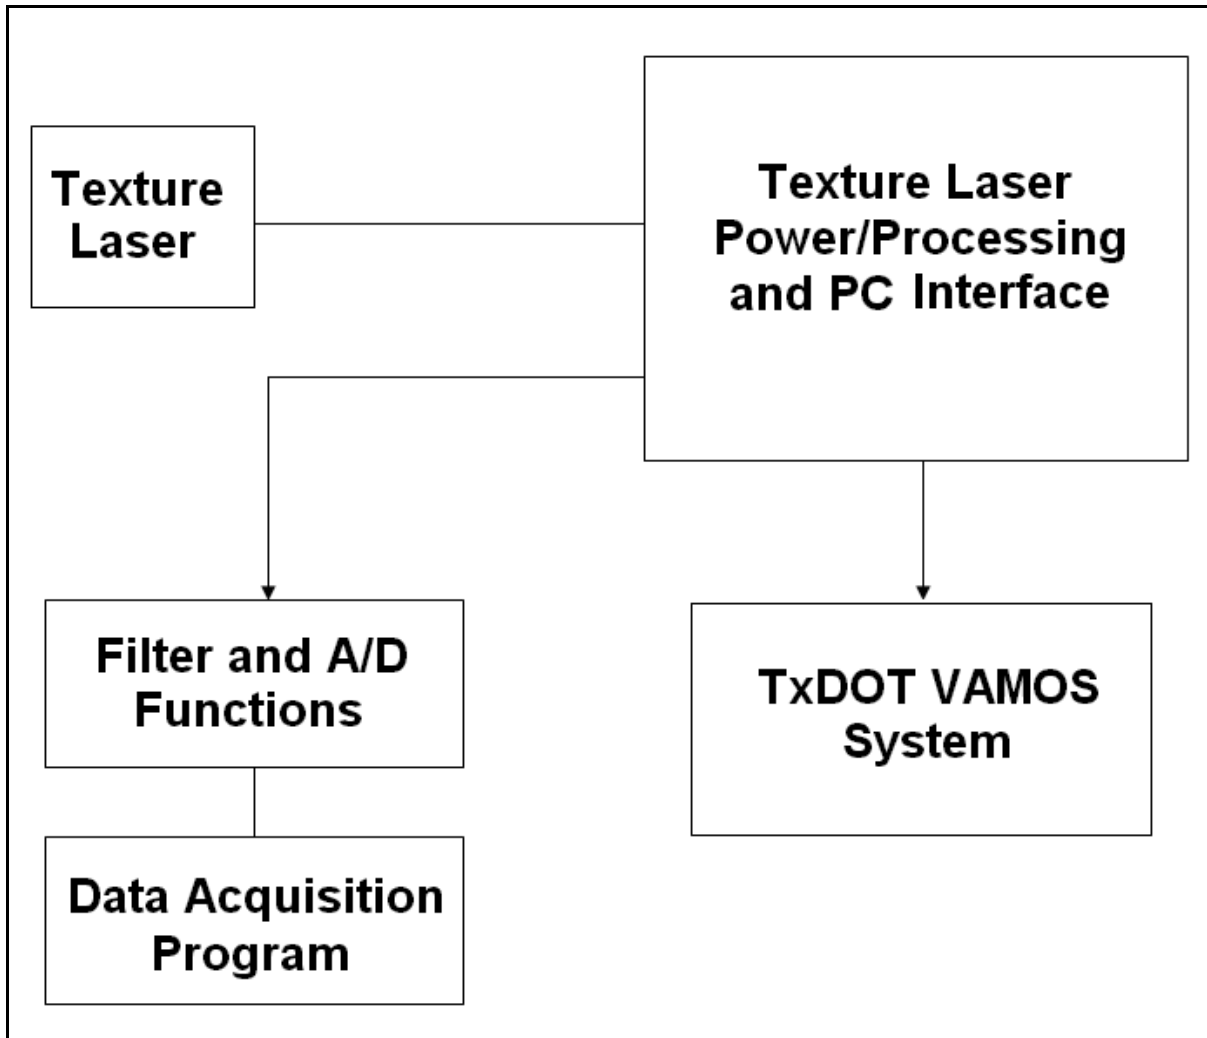 Texture
Laser
Texture Laser
Power/Processing
and PC Interface
Filter and A/D
Functions
TxDOT VAMOS
System
Data Acquisition
Program